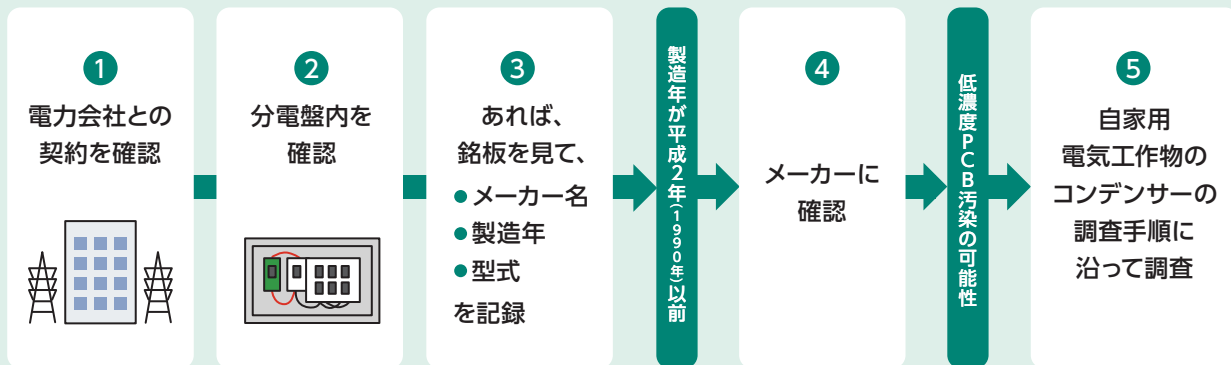 1
電力会社との
契約を確認
2
分電盤内を
確認
3
あれば、
銘板を見て、
●メーカー名
●製造年
●型式
を記録
製造年が平成2年(1990年)以前
4
メーカーに
確認
低濃度PCB汚染の可能性
5
自家用
電気工作物の
コンデンサーの
調査手順に
沿って調査